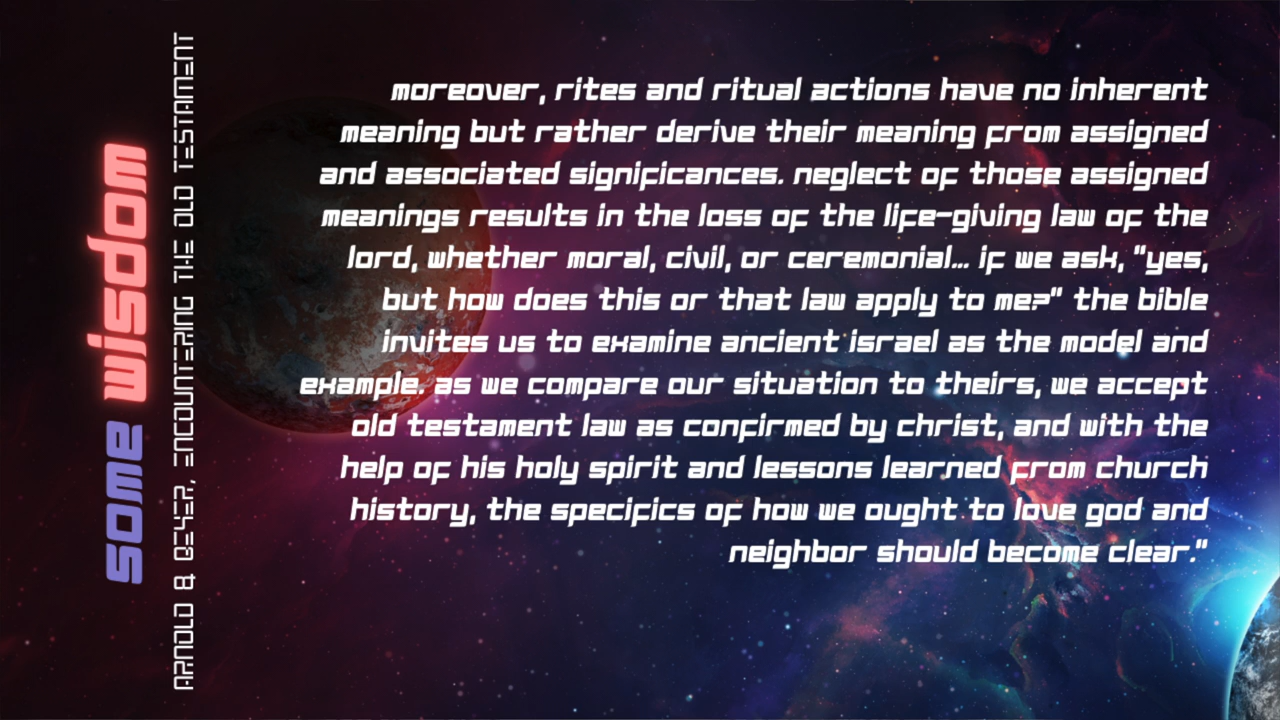 some wisdom
ARNOLD & BEYER, ENCOUNTERING THE OLD TESTAMENT
moreover, rites and ritual actions have no inherent
meaning but rather derive their meaning from assigned
and associated significances. neglect of those assigned
meanings results in the loss of the life-giving law of the
lord, whether moral, civil, or ceremonial... if we ask, "yes,
but how does this or that law apply to me?" the bible
invites us to examine ancient israel as the model and
example. as we compare our situation to theirs, we accept
old testament law as confirmed by christ, and with the
help of his holy spirit and lessons learned from church
history, the specifics of how we ought to love god and
neighbor should become clear."